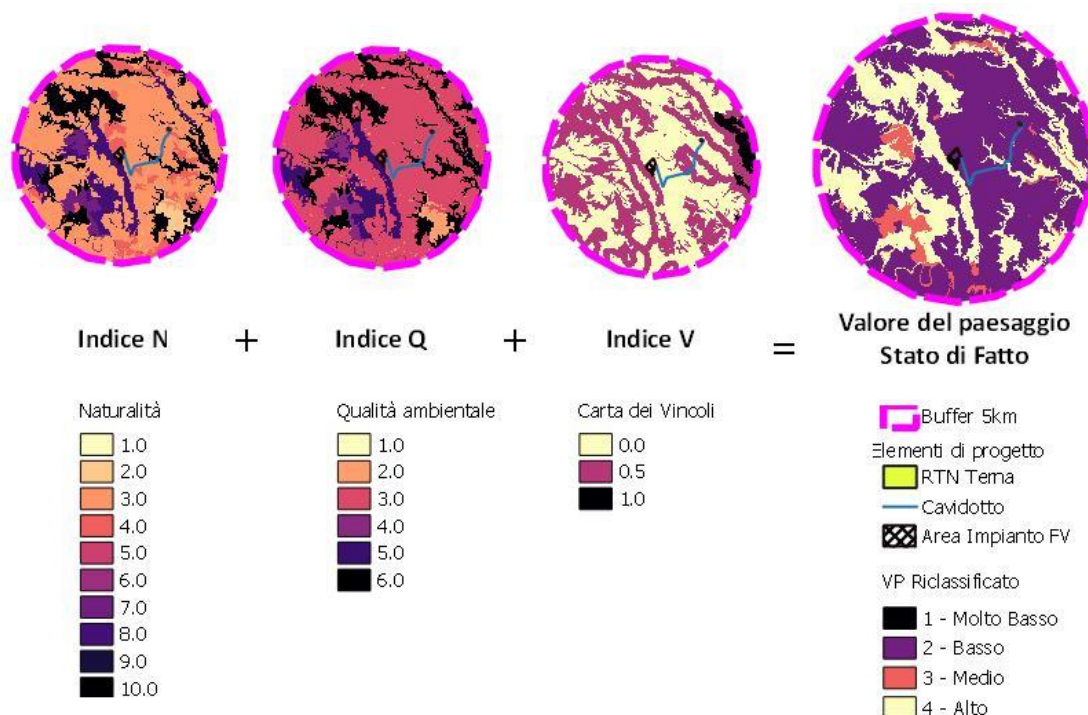 Indice N
+
Indice Q
+
Indice V
=
Valore del paesaggio
Stato di Fatto
Naturalità
1.0
2.0
3.0
4.0
5.0
6.0
7.0
8.0
9.0
10.0
Qualità ambientale
1.0
2.0
3.0
4.0
5.0
6.0
Carta dei Vincoli
0.0
0.5
1.0
Buffer 5km
Elementi di progetto
RTN Terna
Cavidotto
Area Impianto FV
VP Riclassificato
1 - Molto Basso
2 - Basso
3 - Medio
4 - Alto